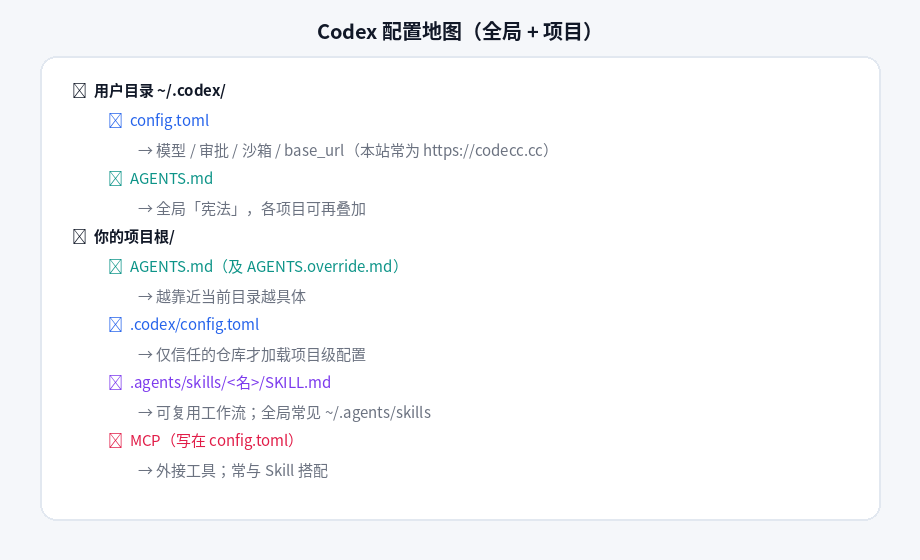 Codex 配置地图（全局 + 项目）
用户目录 ~/.codex/
config.toml
→ 模型 / 审批 / 沙箱 / base_url（本站常为 https://codecc.cc）
AGENTS.md
→ 全局「宪法」，各项目可再叠加
你的项目根/
AGENTS.md（及 AGENTS.override.md）
→ 越靠近当前目录越具体
.codex/config.toml
→ 仅信任的仓库才加载项目级配置
.agents/skills/<名>/SKILL.md
→ 可复用工作流；全局常见 ~/.agents/skills
MCP（写在 config.toml）
→ 外接工具；常与 Skill 搭配